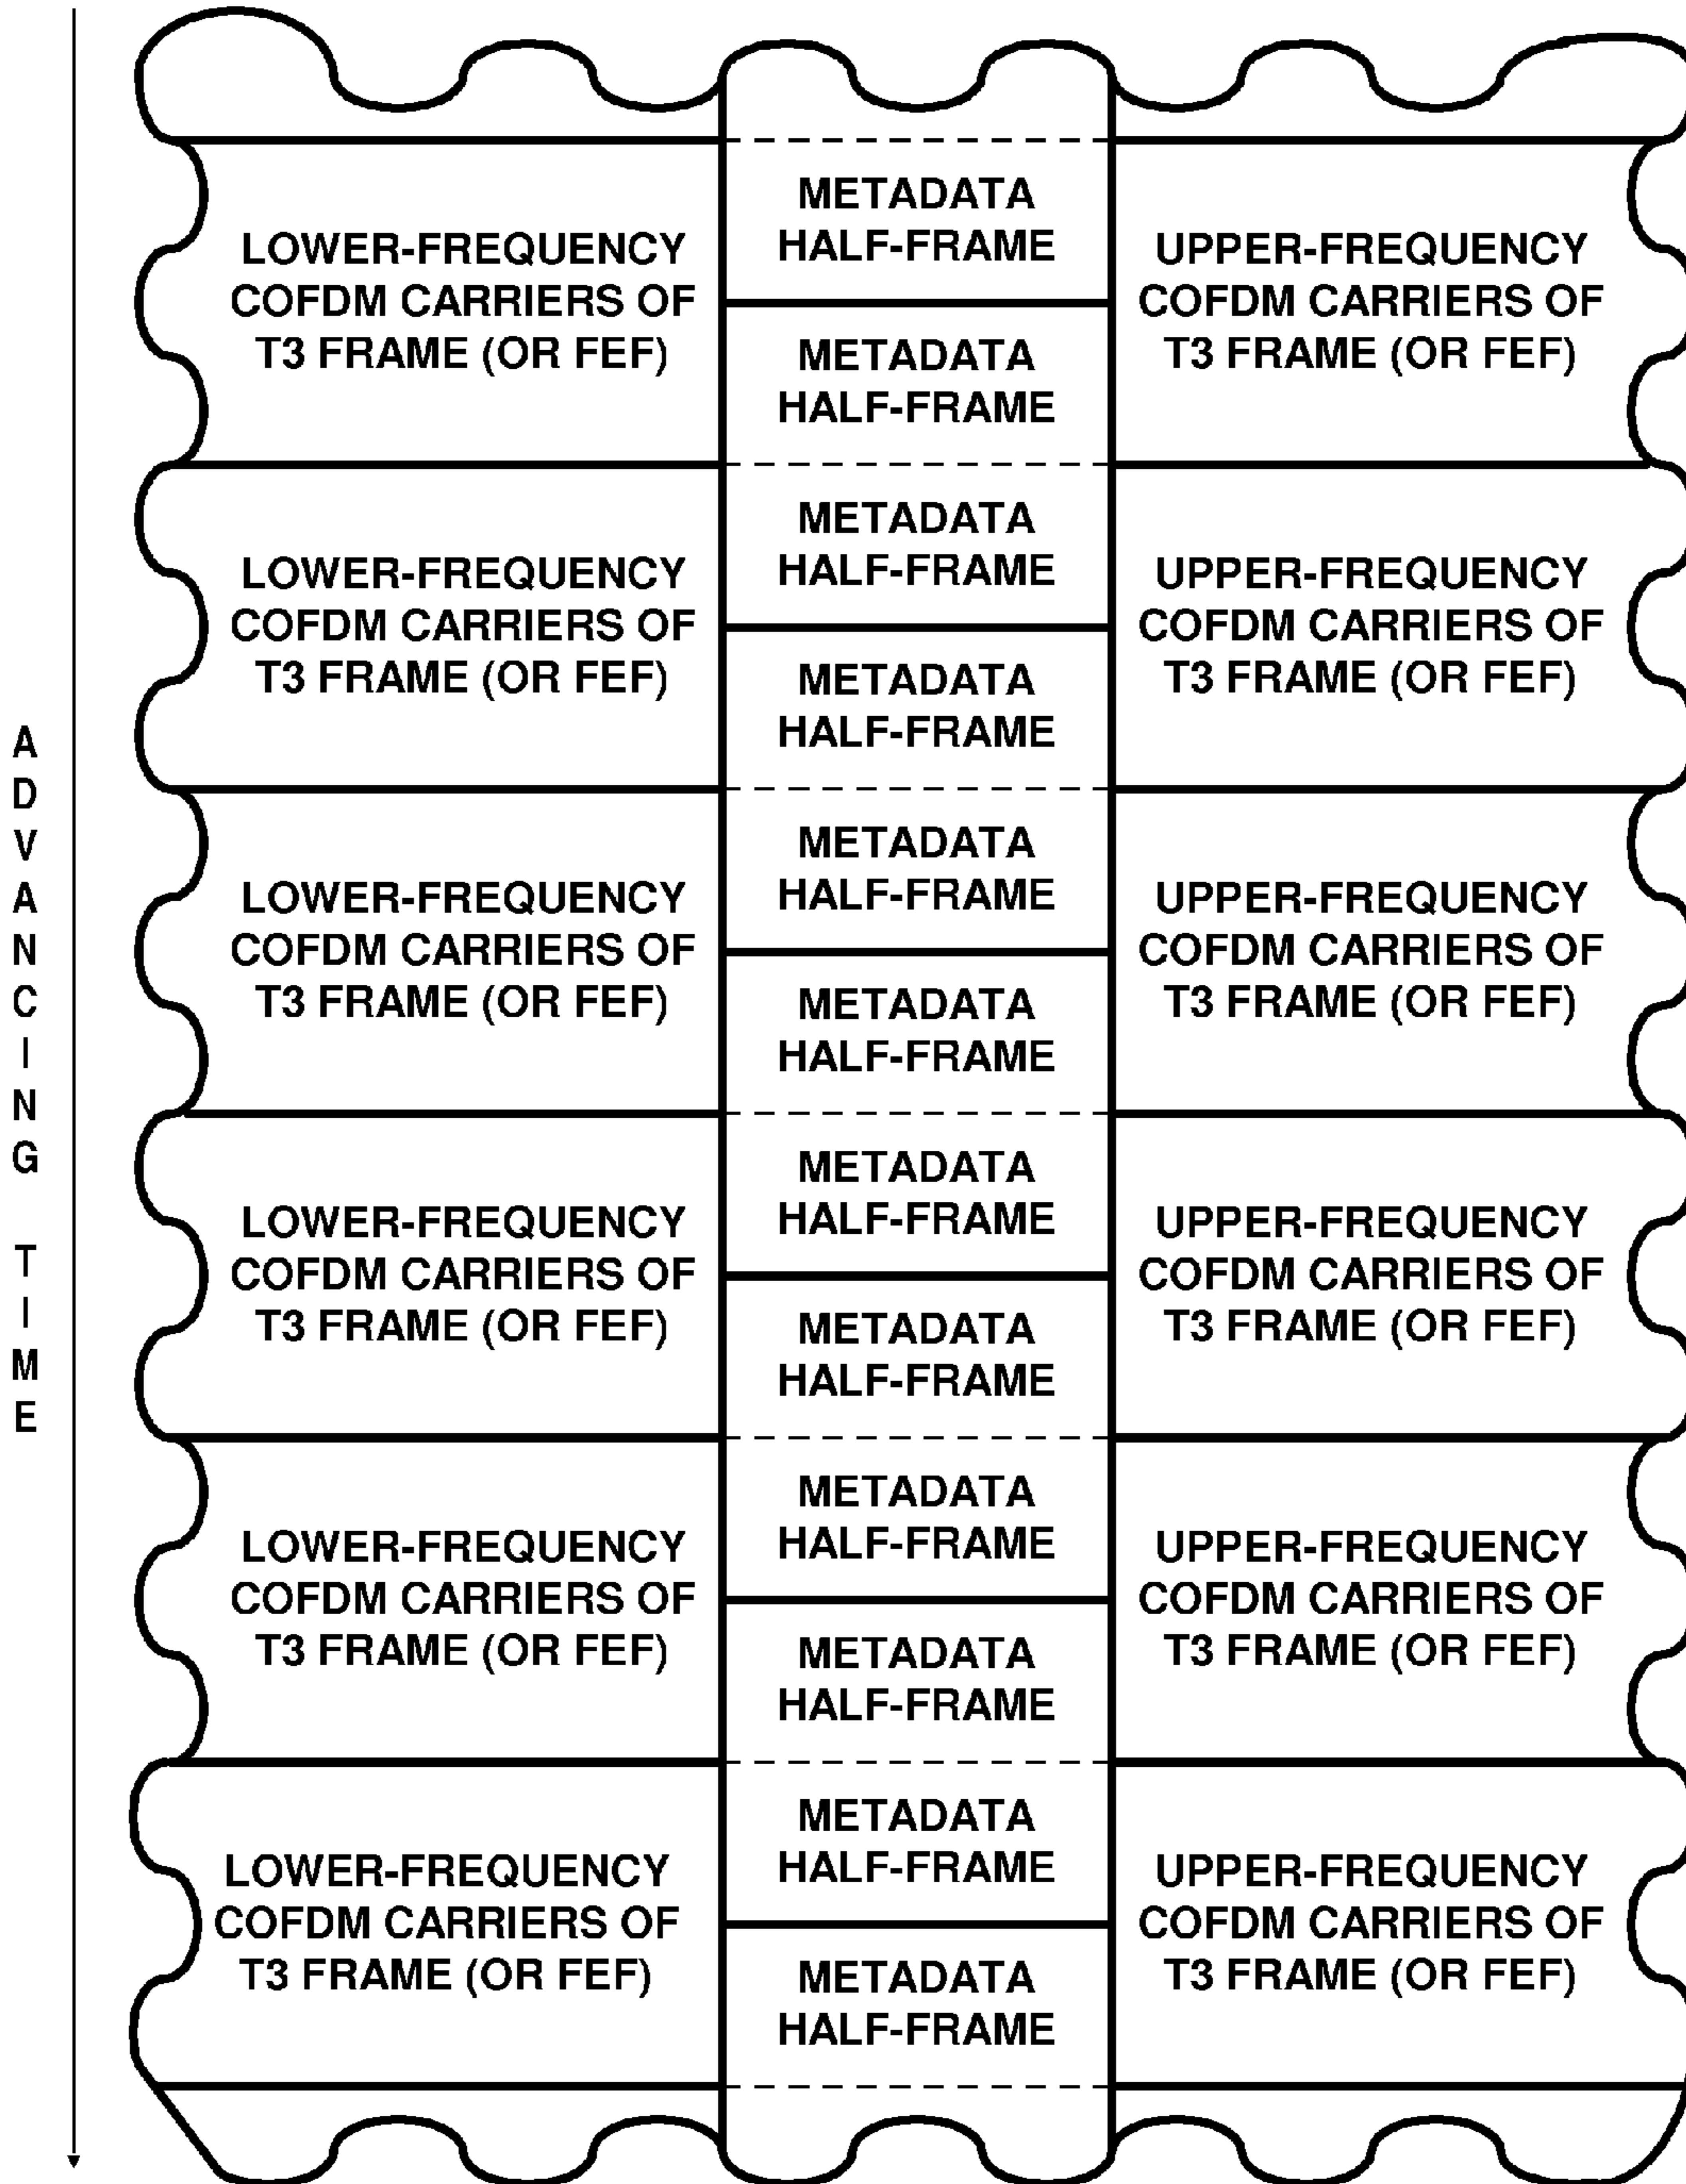 ADVANCING TIME
LOWER-FREQUENCY
COFDM CARRIERS OF
T3 FRAME (OR FEF)
METADATA
HALF-FRAME
METADATA
HALF-FRAME
UPPER-FREQUENCY
COFDM CARRIERS OF
T3 FRAME (OR FEF)
LOWER-FREQUENCY
COFDM CARRIERS OF
T3 FRAME (OR FEF)
METADATA
HALF-FRAME
METADATA
HALF-FRAME
UPPER-FREQUENCY
COFDM CARRIERS OF
T3 FRAME (OR FEF)
LOWER-FREQUENCY
COFDM CARRIERS OF
T3 FRAME (OR FEF)
METADATA
HALF-FRAME
METADATA
HALF-FRAME
UPPER-FREQUENCY
COFDM CARRIERS OF
T3 FRAME (OR FEF)
LOWER-FREQUENCY
COFDM CARRIERS OF
T3 FRAME (OR FEF)
METADATA
HALF-FRAME
METADATA
HALF-FRAME
UPPER-FREQUENCY
COFDM CARRIERS OF
T3 FRAME (OR FEF)
LOWER-FREQUENCY
COFDM CARRIERS OF
T3 FRAME (OR FEF)
METADATA
HALF-FRAME
METADATA
HALF-FRAME
UPPER-FREQUENCY
COFDM CARRIERS OF
T3 FRAME (OR FEF)
LOWER-FREQUENCY
COFDM CARRIERS OF
T3 FRAME (OR FEF)
METADATA
HALF-FRAME
METADATA
HALF-FRAME
UPPER-FREQUENCY
COFDM CARRIERS OF
T3 FRAME (OR FEF)